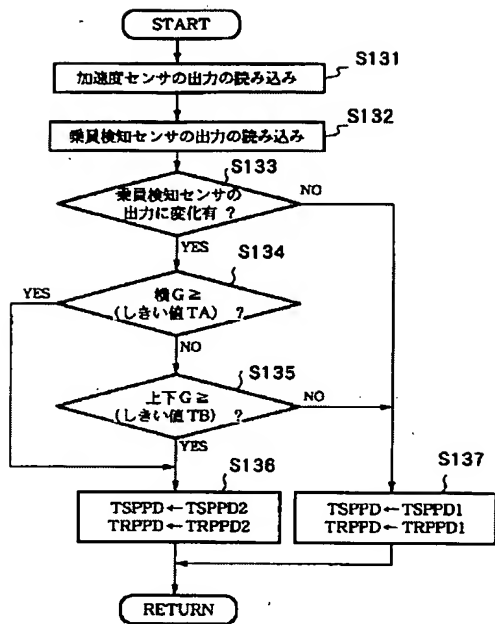 START
S131
加速度センサの出力の読み込み
S132
乗員検知センサの出力の読み込み
S133
乗員検知センサの
出力に変化有 ?
NO
YES
S134
YES
横G≧
(しきい値TA) ?
NO
S135
上下G≧
(しきい値TB) ?
NO
YES
S136
TSPPD←TSPPD2
TRPPD←TRPPD2
S137
TSPPD←TSPPD1
TRPPD←TRPPD1
RETURN